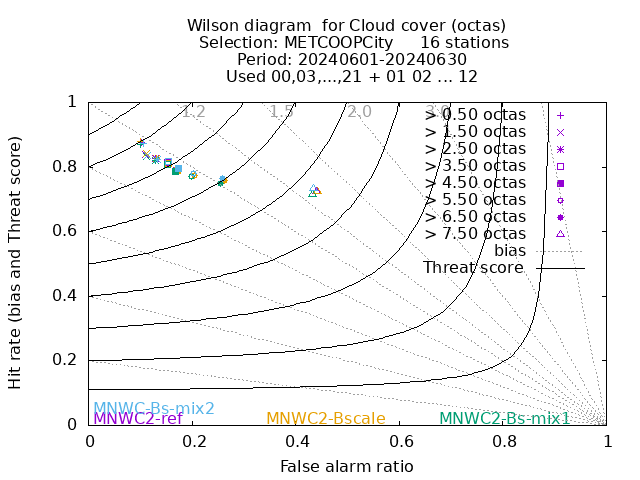 Wilson diagram  for Cloud cover (octas)
Selection: METCOOPCity     16 stations
Period: 20240601-20240630
Used 00,03,...,21 + 01 02 ... 12
Hit rate (bias and Threat score)
1
0.8
0.6
0.4
0.2
0
1.2 1.5 2.0 3.0
> 0.50 octas
> 1.50 octas
> 2.50 octas
> 3.50 octas
> 4.50 octas
> 5.50 octas
> 6.50 octas
> 7.50 octas
bias
Threat score
MNWC-Bs-mix2
MNWC2-ref MNWC2-Bscale MNWC2-Bs-mix1
0 0.2 0.4 0.6 0.8 1
False alarm ratio